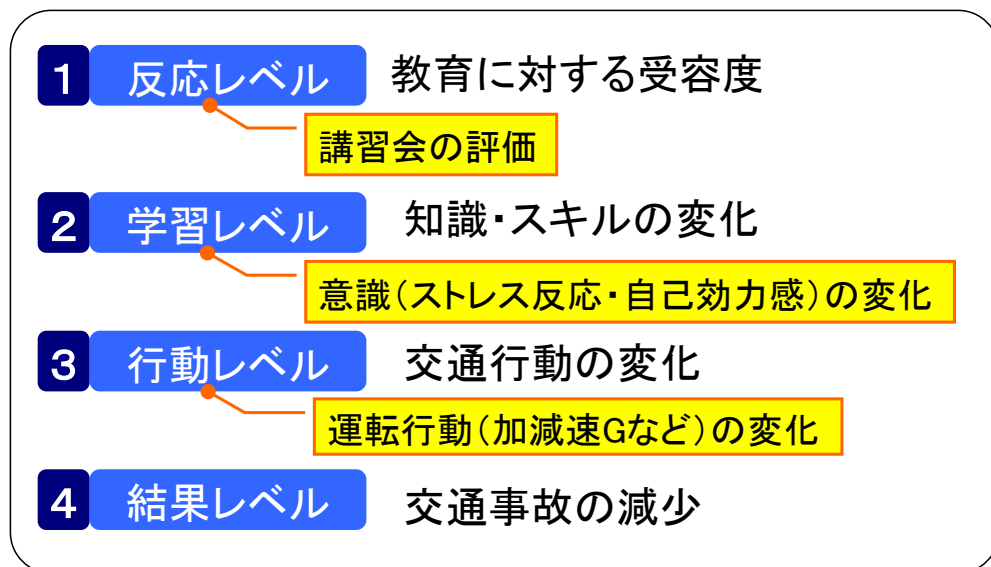 1 反応レベル 教育に対する受容度
講習会の評価
2 学習レベル 知識・スキルの変化
意識(ストレス反応・自己効力感)の変化
3 行動レベル 交通行動の変化
運転行動(加減速Gなど)の変化
4 結果レベル 交通事故の減少